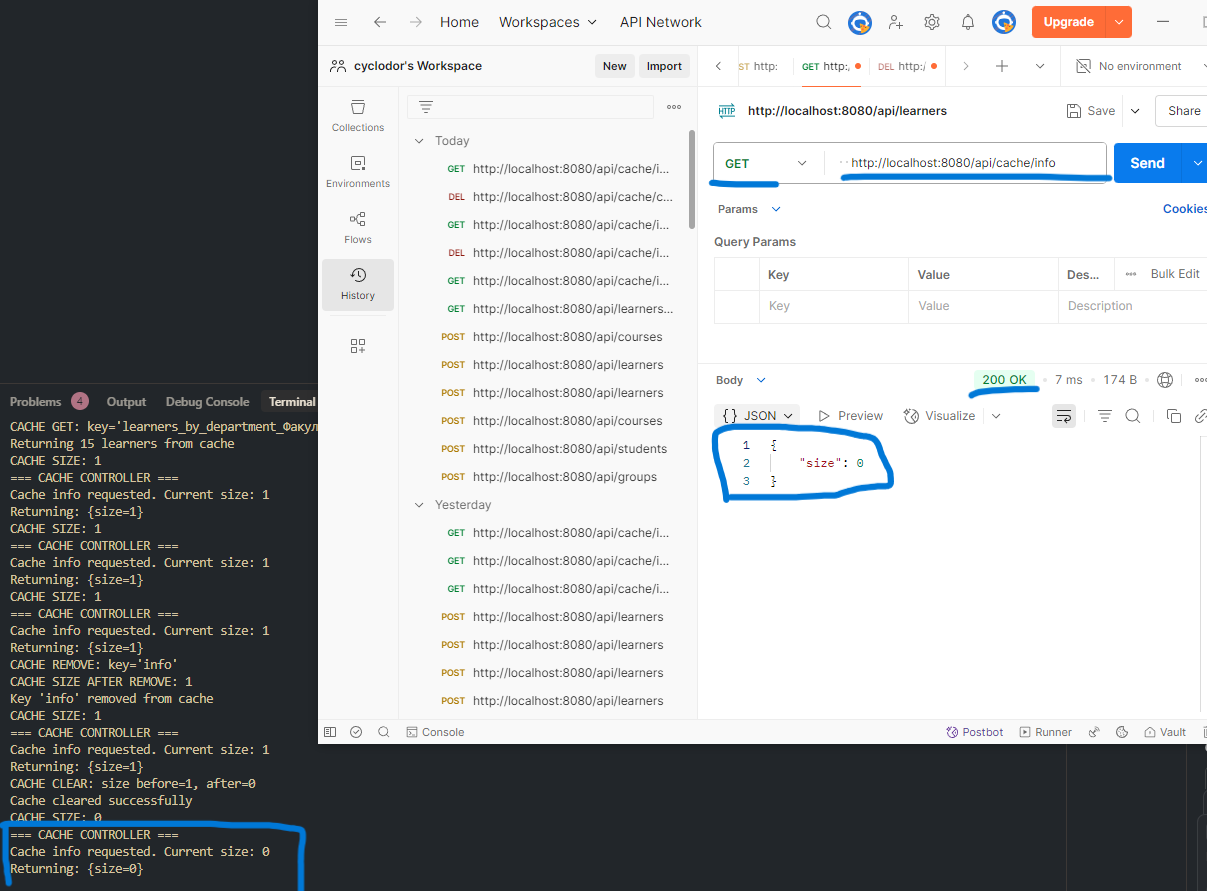 Home Workspaces API Network Upgrade
cyclodor's Workspace New Import ST http: GET http:, DEL http:/ No environment
Collections
Environments
Flows
History
Today
GET http://localhost:8080/api/cache/i...
DEL http://localhost:8080/api/cache/c...
GET http://localhost:8080/api/cache/i...
DEL http://localhost:8080/api/cache/i...
GET http://localhost:8080/api/cache/i...
GET http://localhost:8080/api/learners...
POST http://localhost:8080/api/courses
POST http://localhost:8080/api/learners
POST http://localhost:8080/api/learners
POST http://localhost:8080/api/courses
POST http://localhost:8080/api/students
POST http://localhost:8080/api/groups
Yesterday
GET http://localhost:8080/api/cache/i...
GET http://localhost:8080/api/cache/i...
GET http://localhost:8080/api/cache/i...
POST http://localhost:8080/api/learners
POST http://localhost:8080/api/learners
POST http://localhost:8080/api/learners
POST http://localhost:8080/api/learners
HTTP http://localhost:8080/api/learners Save Share
GET http://localhost:8080/api/cache/info Send
Params Cookies
Query Params
Key Value Des... Bulk Edit
Key Value Description
Body 200 OK 7 ms 174 B
{} JSON Preview Visualize
1 {
2 "size": 0
3 }
Console Postbot Runner Vault
Problems 4 Output Debug Console Terminal
CACHE GET: key='learners_by_department_Факул
Returning 15 learners from cache
CACHE SIZE: 1
=== CACHE CONTROLLER ===
Cache info requested. Current size: 1
Returning: {size=1}
CACHE SIZE: 1
=== CACHE CONTROLLER ===
Cache info requested. Current size: 1
Returning: {size=1}
CACHE SIZE: 1
=== CACHE CONTROLLER ===
Cache info requested. Current size: 1
Returning: {size=1}
CACHE REMOVE: key='info'
CACHE SIZE AFTER REMOVE: 1
Key 'info' removed from cache
CACHE SIZE: 1
=== CACHE CONTROLLER ===
Cache info requested. Current size: 1
Returning: {size=1}
CACHE CLEAR: size before=1, after=0
Cache cleared successfully
CACHE SIZE: 0
=== CACHE CONTROLLER ===
Cache info requested. Current size: 0
Returning: {size=0}